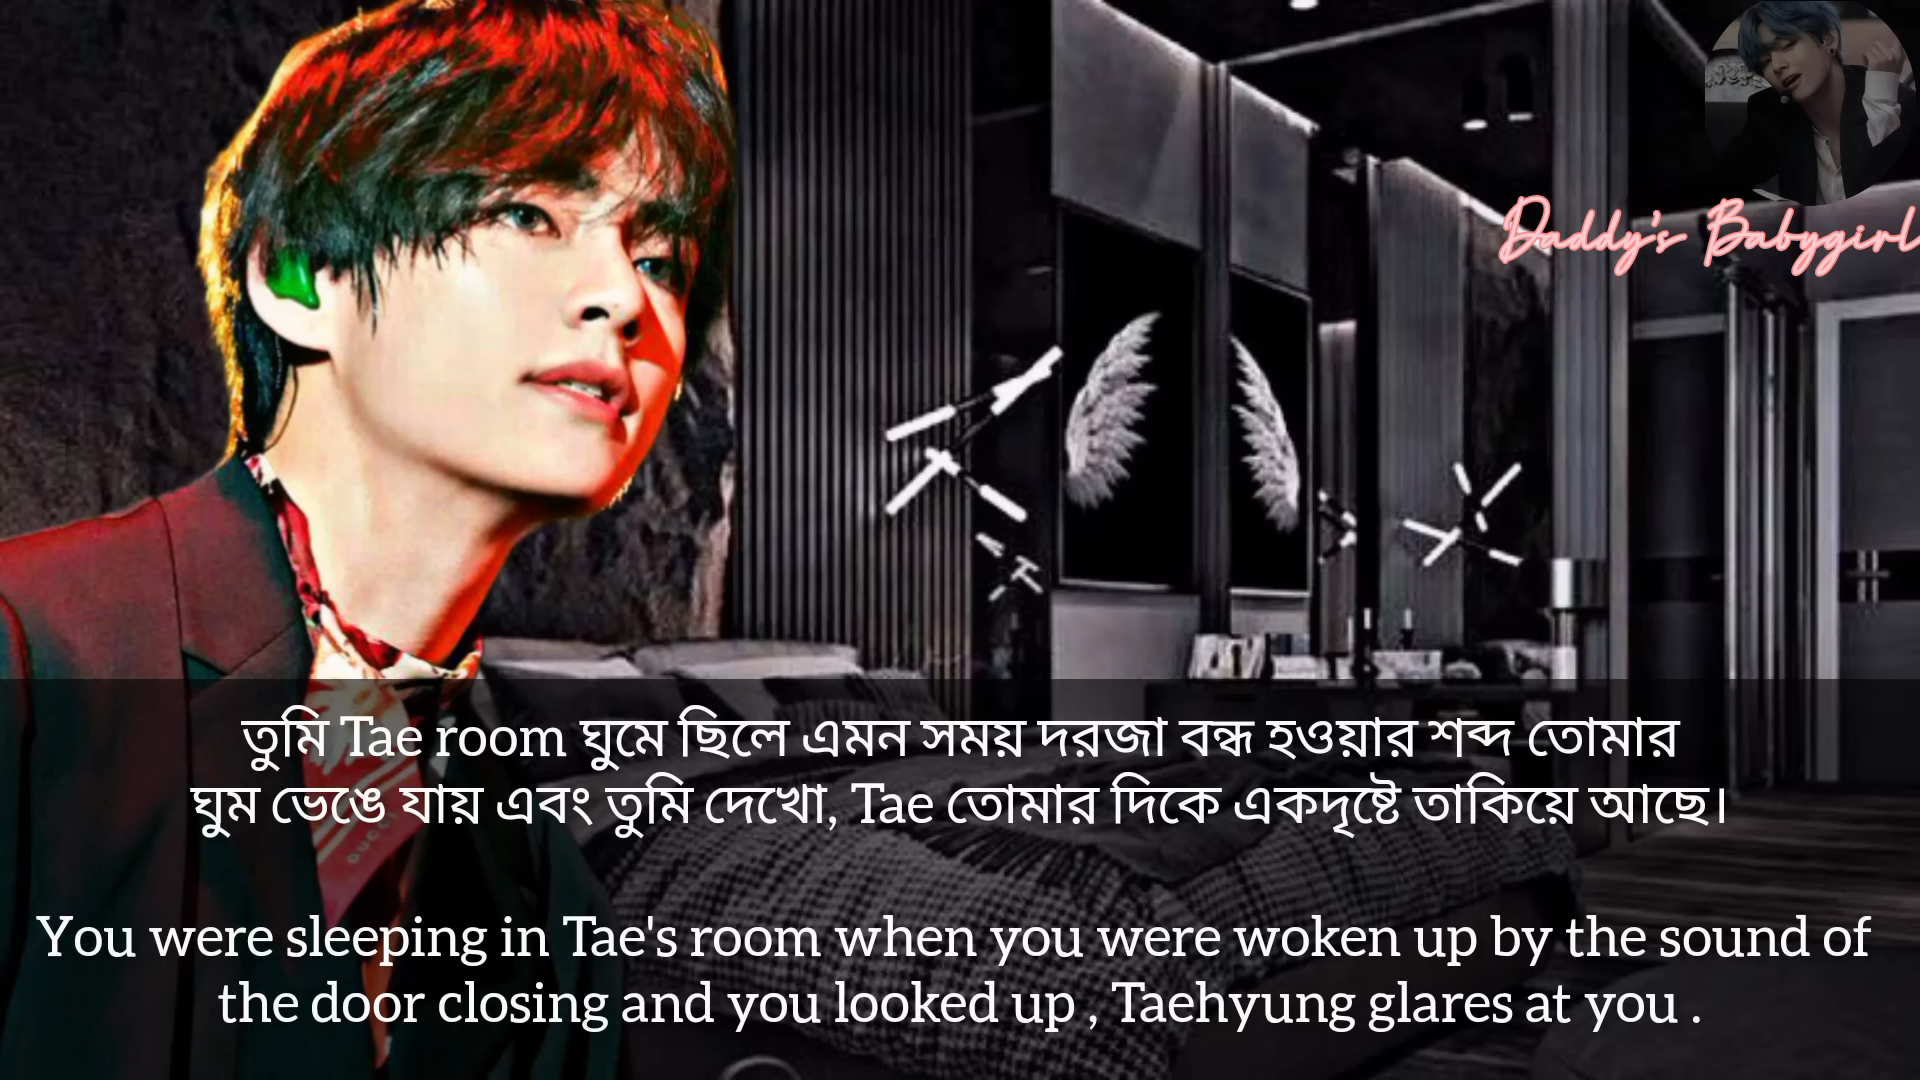 Daddy's Babygirl
তুমি Tae room ঘুমে ছিলে এমন সময় দরজা বন্ধ হওয়ার শব্দ তোমার
ঘুম ভেঙে যায় এবং তুমি দেখো, Tae তোমার দিকে একদৃষ্টে তাকিয়ে আছে।
You were sleeping in Tae's room when you were woken up by the sound of
the door closing and you looked up , Taehyung glares at you .